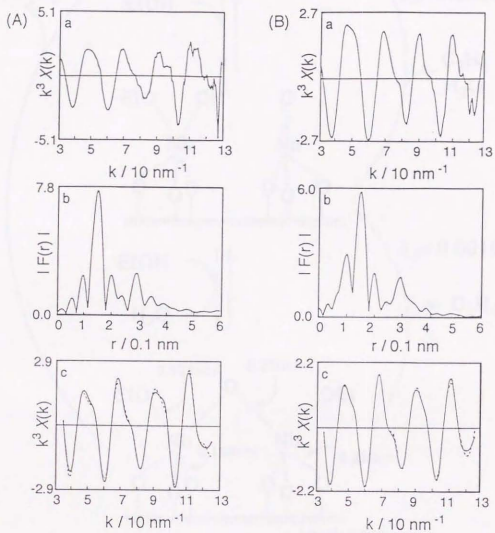 (A)
a
5.1
-5.1
k³ X(k)
3 5 7 9 11 13
k / 10 nm⁻¹
b
7.8
0.0
| F(r) |
0 1 2 3 4 5 6
r / 0.1 nm
c
2.9
-2.9
k³ X(k)
3 5 7 9 11 13
k / 10 nm⁻¹
(B)
a
2.7
-2.7
k³ X(k)
3 5 7 9 11 13
k / 10 nm⁻¹
b
6.0
0.0
| F(r) |
0 1 2 3 4 5 6
r / 0.1 nm
c
2.2
-2.2
k³ X(k)
3 5 7 9 11 13
k / 10 nm⁻¹